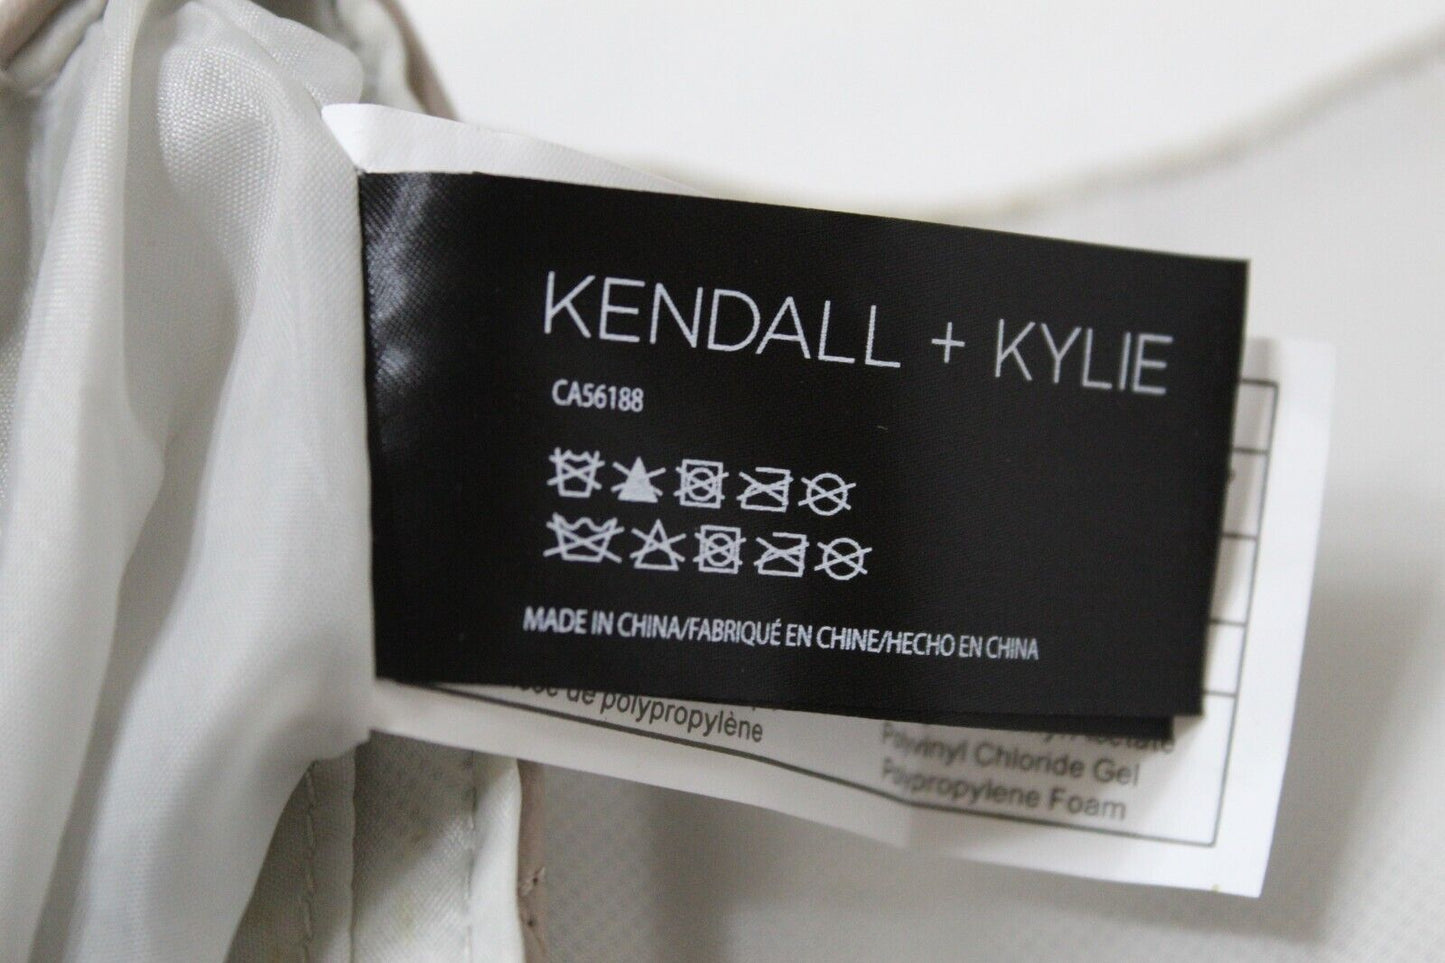 KENDALL + KYLIE
CA56188
MADE IN CHINA/FABRIQUÉ EN CHINE/HECHO EN CHINA
de polypropylène
Polyvinyl Chloride Gel
Polypropylene Foam